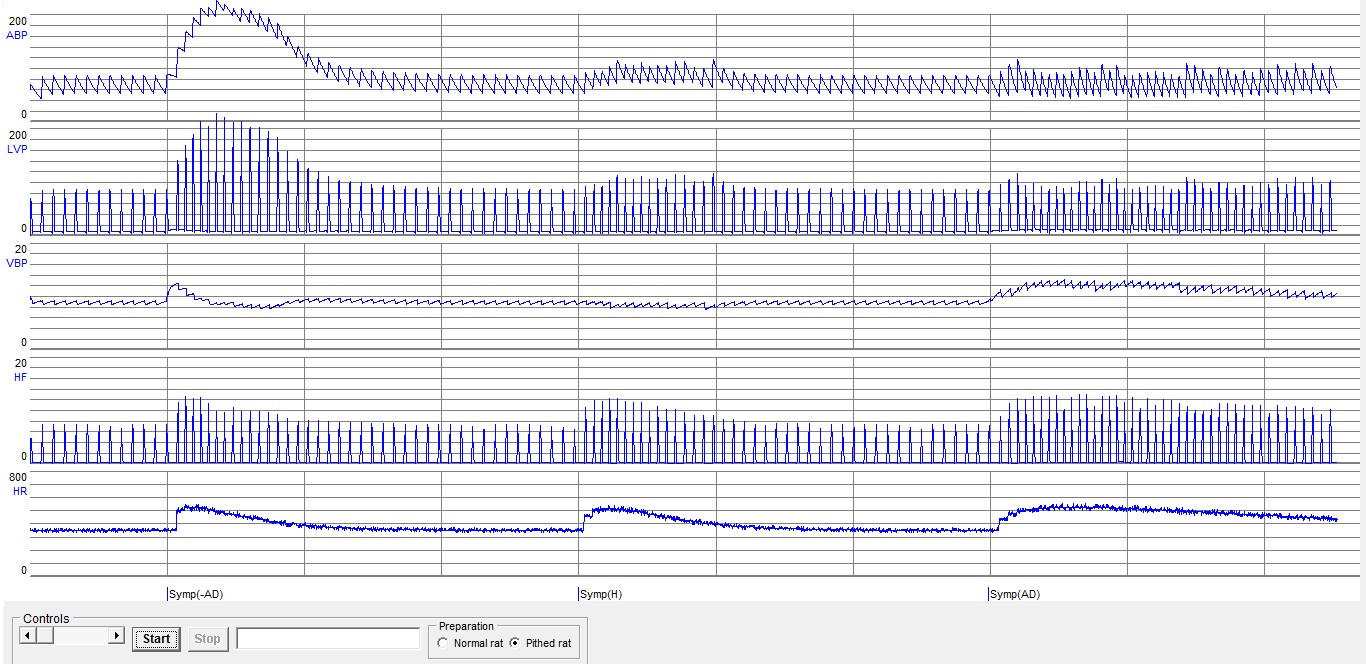 200
ABP
0
200
LVP
0
20
VBP
0
20
HF
0
800
HR
0
Symp(-AD) Symp(H) Symp(AD)
Controls
Start Stop
Preparation
Normal rat Pithed rat